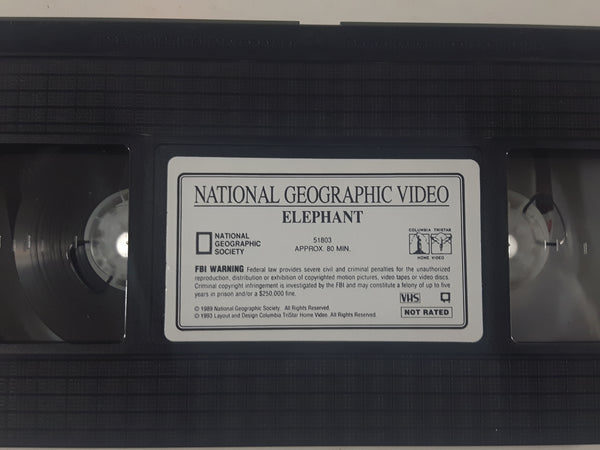 NATIONAL GEOGRAPHIC VIDEO
ELEPHANT
NATIONAL
GEOGRAPHIC
SOCIETY
51803
APPROX. 80 MIN.
COLUMBIA TRISTAR
HOME VIDEO
FBI WARNING Federal law provides severe civil and criminal penalties for the unauthorized
reproduction, distribution or exhibition of copyrighted motion pictures, video tapes or video discs.
Criminal copyright infringement is investigated by the FBI and may constitute a felony of up to five
years in prison and/or a $250,000 fine.
© 1989 National Geographic Society. All Rights Reserved.
© 1993 Layout and Design Columbia TriStar Home Video. All Rights Reserved.
VHS
NOT RATED